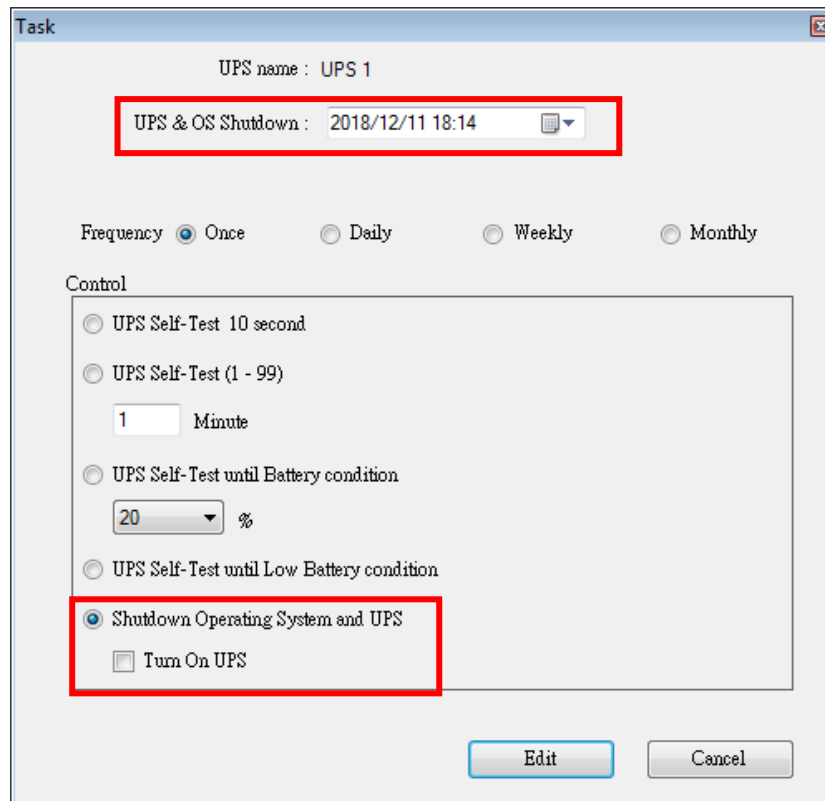 Task
UPS name : UPS 1
UPS & OS Shutdown : 2018/12/11 18:14
Frequency Once Daily Weekly Monthly
Control
UPS Self-Test 10 second
UPS Self-Test (1 - 99)
1 Minute
UPS Self-Test until Battery condition
20 %
UPS Self-Test until Low Battery condition
Shutdown Operating System and UPS
Turn On UPS
Edit Cancel